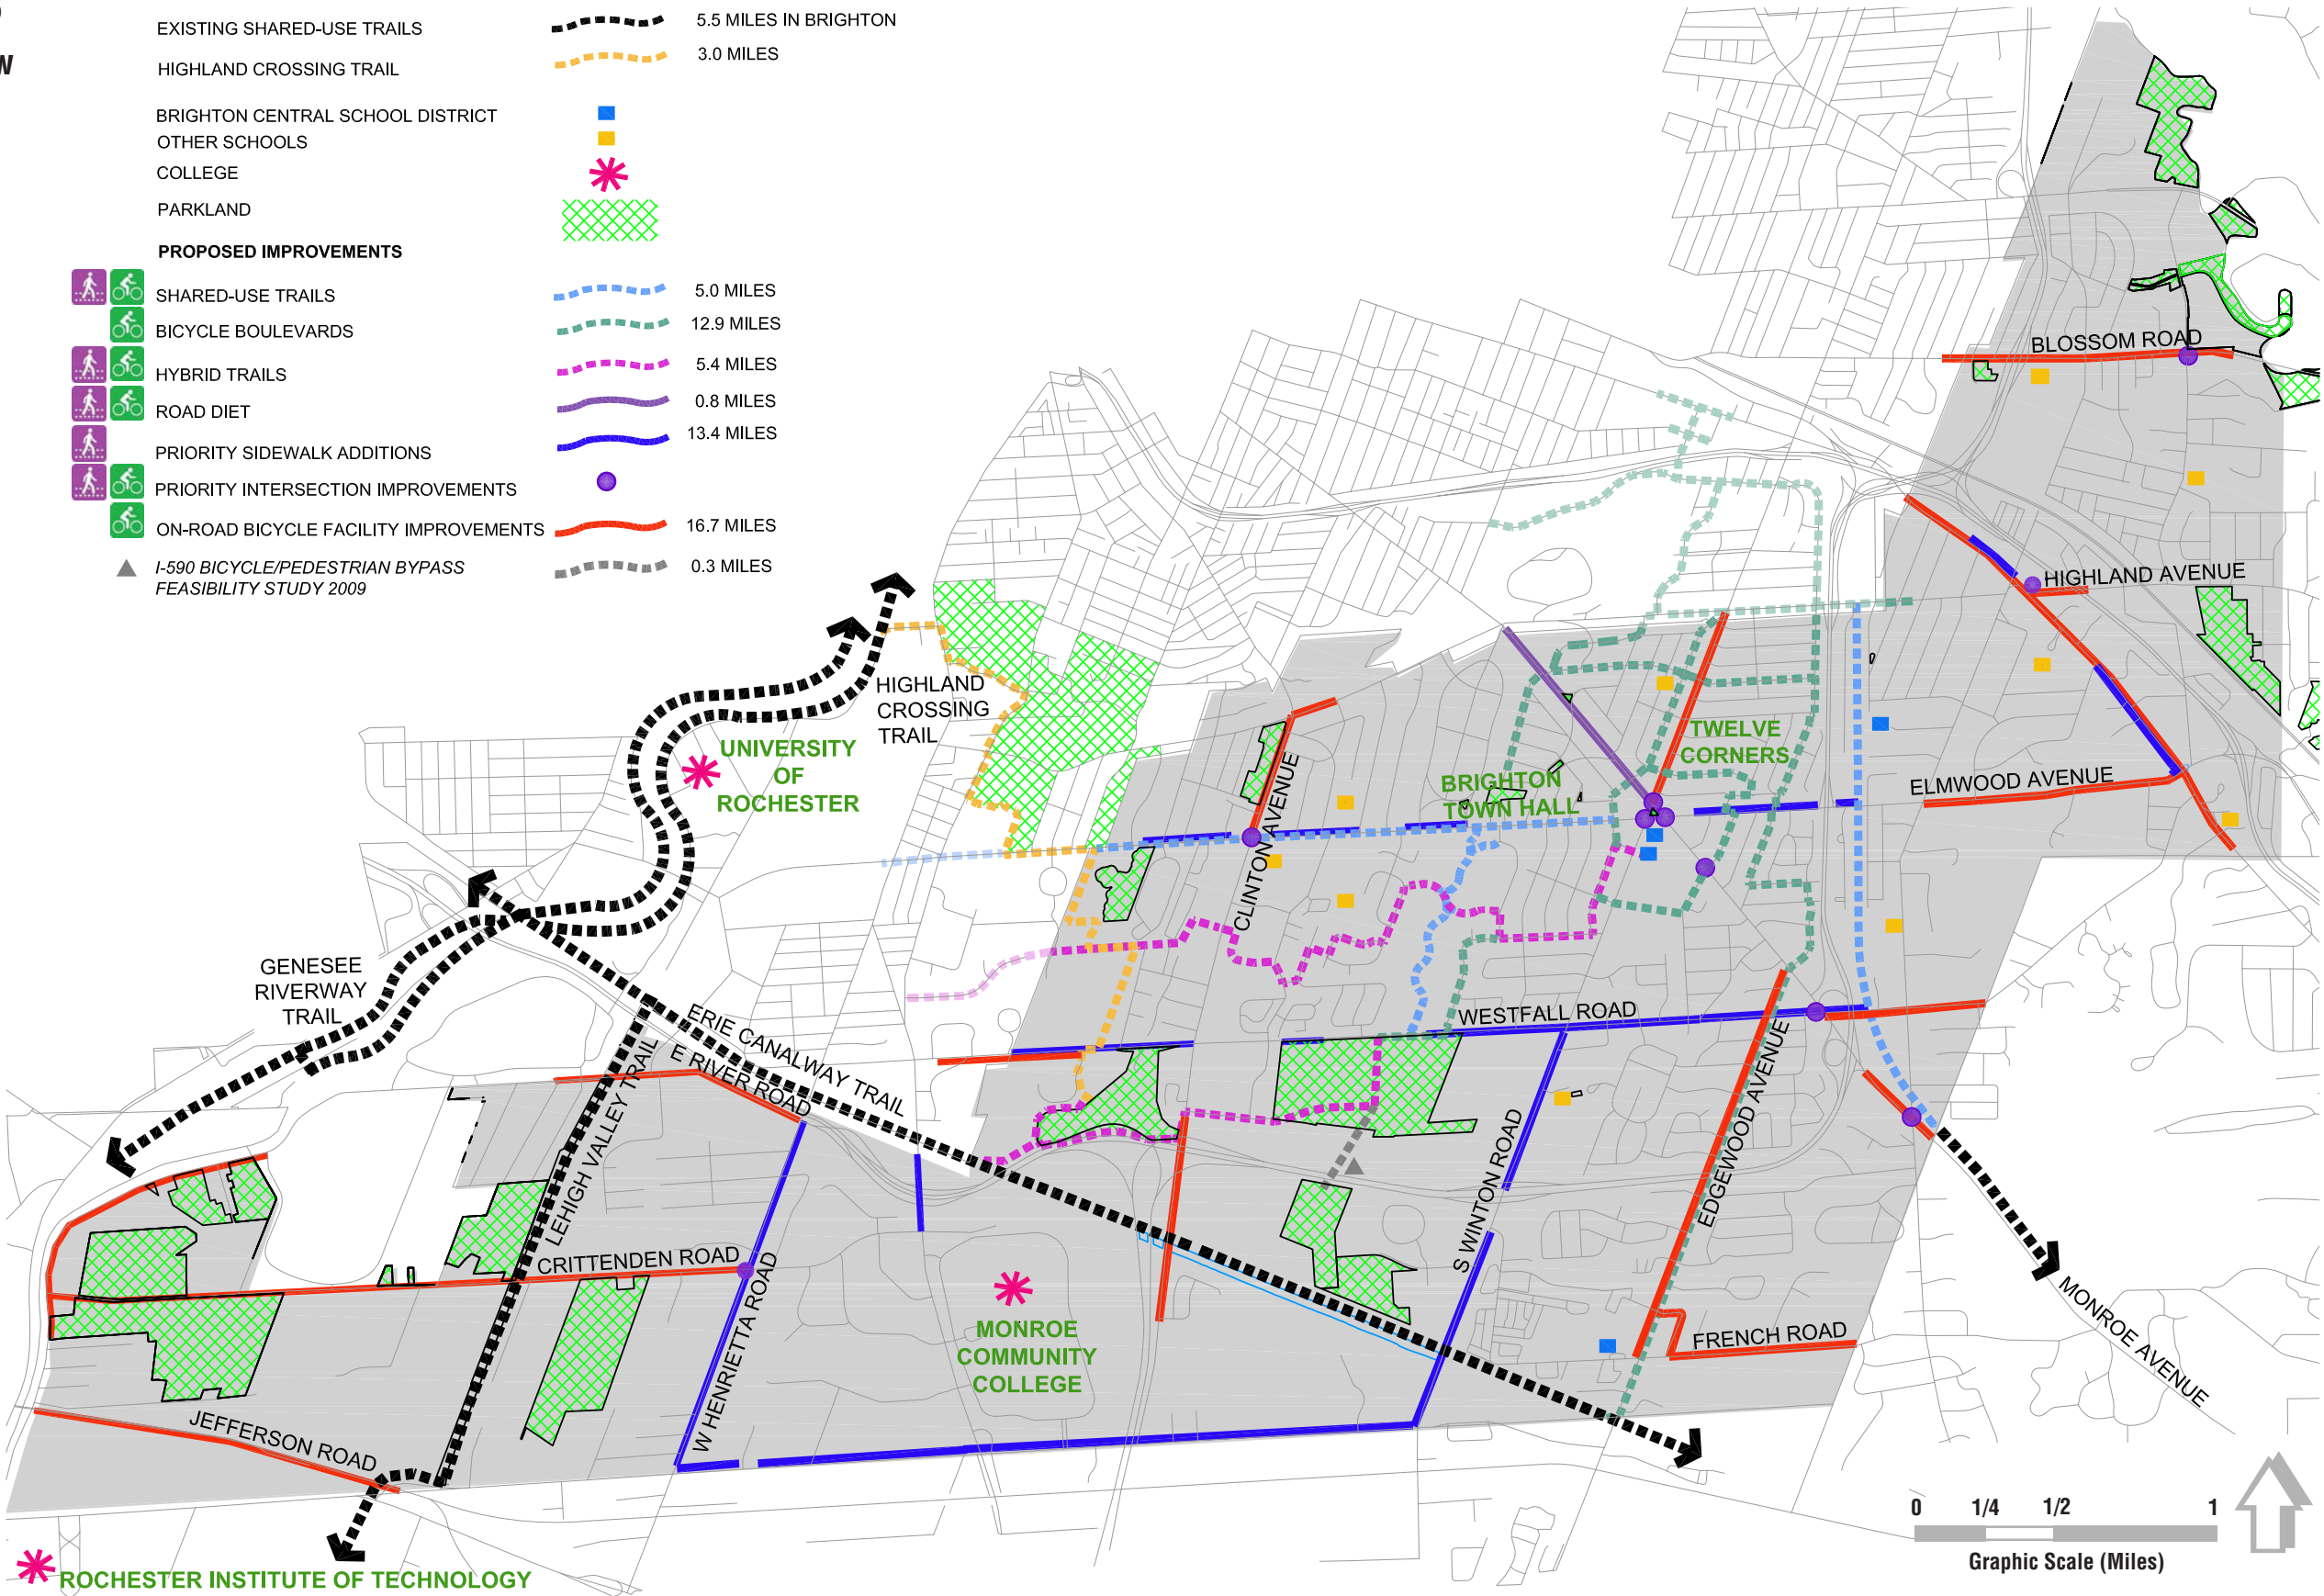 W
EXISTING SHARED-USE TRAILS
5.5 MILES IN BRIGHTON
HIGHLAND CROSSING TRAIL
3.0 MILES
BRIGHTON CENTRAL SCHOOL DISTRICT
OTHER SCHOOLS
COLLEGE
PARKLAND
PROPOSED IMPROVEMENTS
SHARED-USE TRAILS
5.0 MILES
BICYCLE BOULEVARDS
12.9 MILES
HYBRID TRAILS
5.4 MILES
ROAD DIET
0.8 MILES
PRIORITY SIDEWALK ADDITIONS
13.4 MILES
PRIORITY INTERSECTION IMPROVEMENTS
ON-ROAD BICYCLE FACILITY IMPROVEMENTS
16.7 MILES
I-590 BICYCLE/PEDESTRIAN BYPASS
FEASIBILITY STUDY 2009
0.3 MILES
BLOSSOM ROAD
HIGHLAND AVENUE
HIGHLAND
CROSSING
TRAIL
UNIVERSITY
OF
ROCHESTER
TWELVE
CORNERS
BRIGHTON
TOWN HALL
ELMWOOD AVENUE
CLINTON AVENUE
GENESEE
RIVERWAY
TRAIL
ERIE CANALWAY TRAIL
E RIVER ROAD
LEHIGH VALLEY TRAIL
WESTFALL ROAD
EDGEWOOD AVENUE
S WINTON ROAD
CRITTENDEN ROAD
W HENRIETTA ROAD
MONROE
COMMUNITY
COLLEGE
FRENCH ROAD
MONROE AVENUE
JEFFERSON ROAD
ROCHESTER INSTITUTE OF TECHNOLOGY
0 1/4 1/2 1
Graphic Scale (Miles)